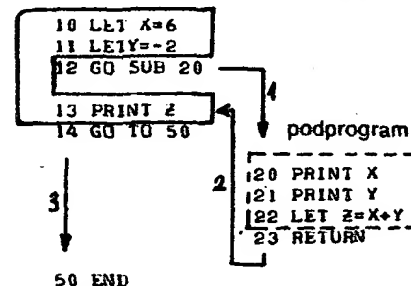 10 LET X=6
11 LETY=-2
12 GO SUB 20
1
13 PRINT Z
14 GO TO 50
podprogram
2
20 PRINT X
21 PRINT Y
22 LET Z=X+Y
23 RETURN
3
50 END